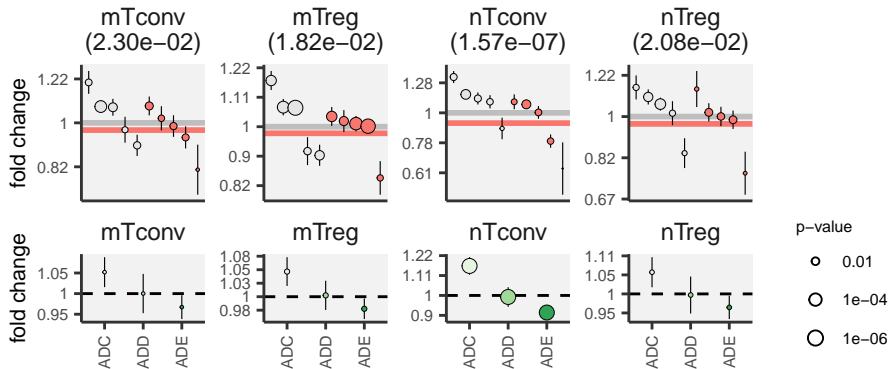 mTconv
(2.30e−02)
mTreg
(1.82e−02)
nTconv
(1.57e−07)
nTreg
(2.08e−02)
fold change
1.22
1
0.82
1.22
1.11
1
0.9
0.82
1.28
1
0.78
0.61
1.22
1
0.82
0.67
mTconv
mTreg
nTconv
nTreg
fold change
1.05
1
0.95
1.08
1.05
1.03
1
0.98
1.22
1.11
1
0.9
1.11
1.05
1
0.95
ADC
ADD
ADE
ADC
ADD
ADE
ADC
ADD
ADE
ADC
ADD
ADE
p−value
0.01
1e−04
1e−06